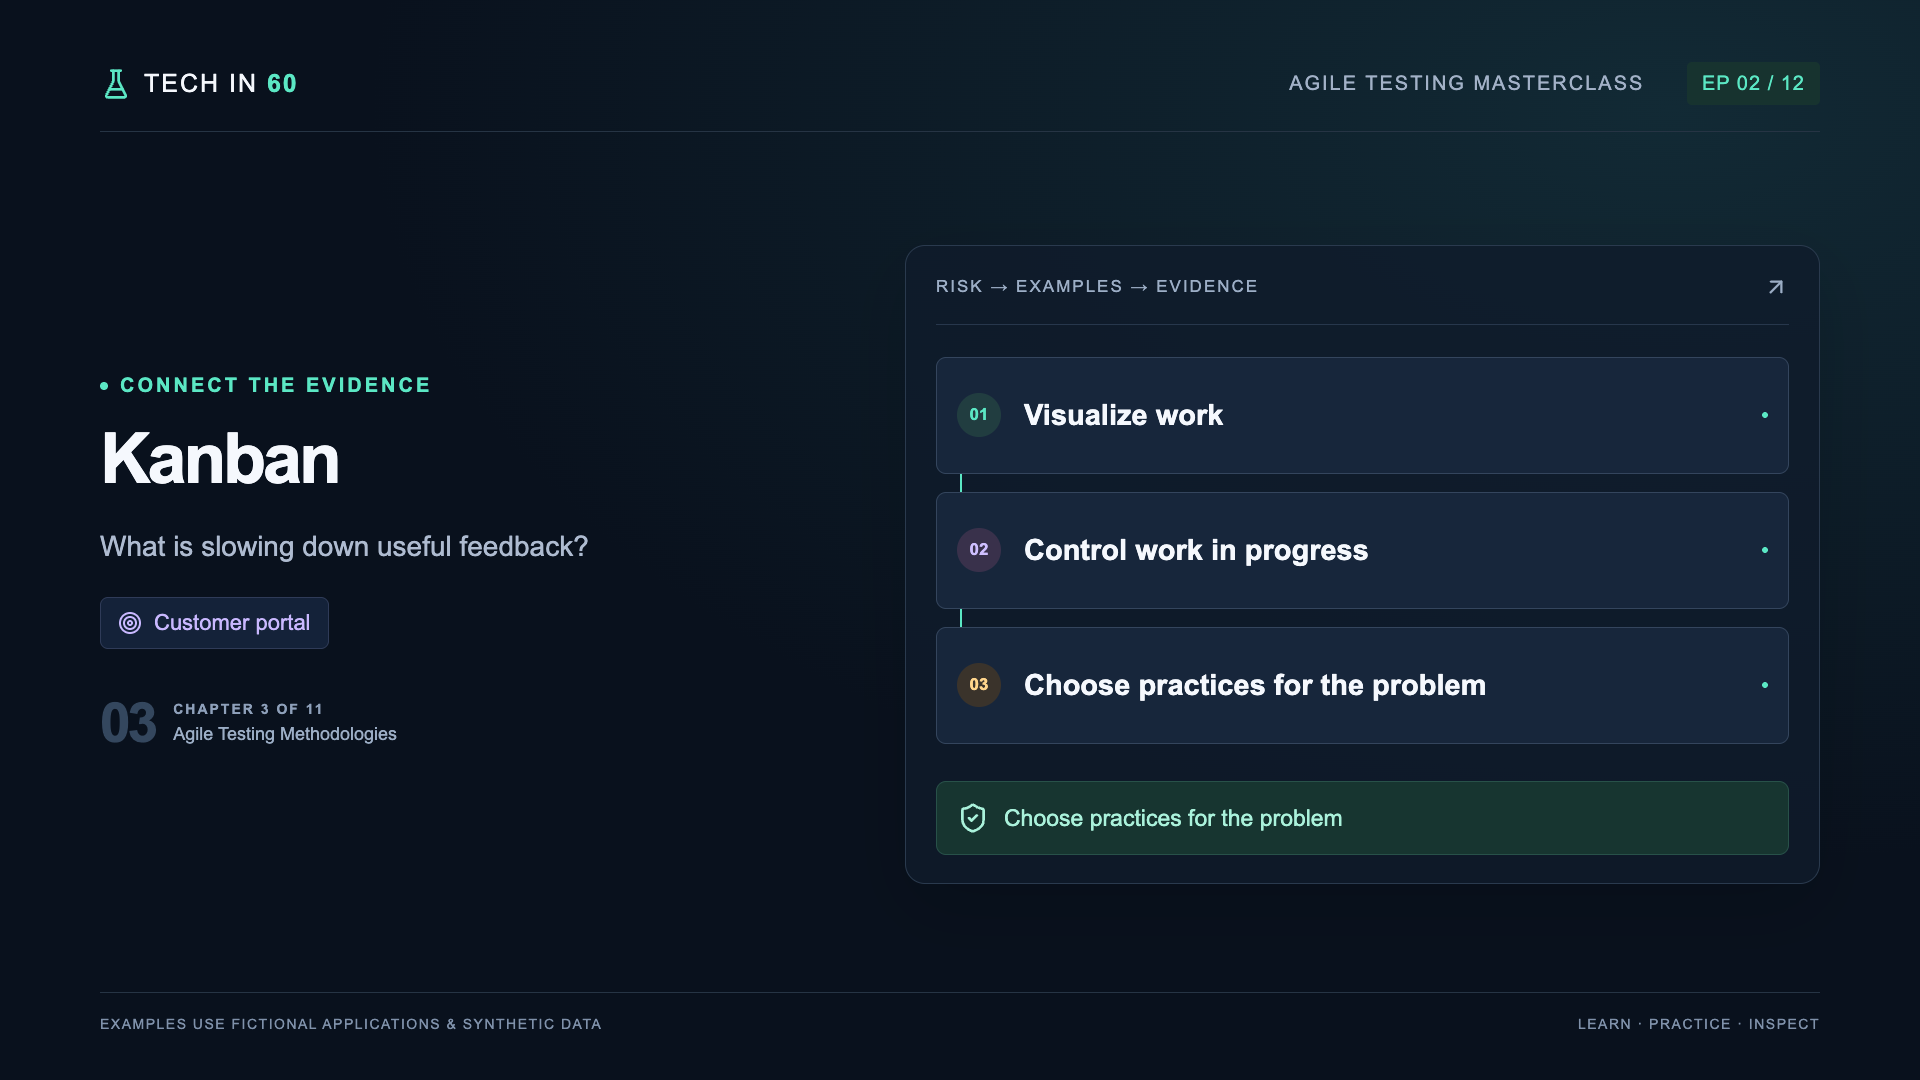 TECH IN 60
AGILE TESTING MASTERCLASS
EP 02 / 12
CONNECT THE EVIDENCE
Kanban
What is slowing down useful feedback?
Customer portal
03
CHAPTER 3 OF 11
Agile Testing Methodologies
RISK → EXAMPLES → EVIDENCE
01
Visualize work
02
Control work in progress
03
Choose practices for the problem
Choose practices for the problem
EXAMPLES USE FICTIONAL APPLICATIONS & SYNTHETIC DATA
LEARN · PRACTICE · INSPECT